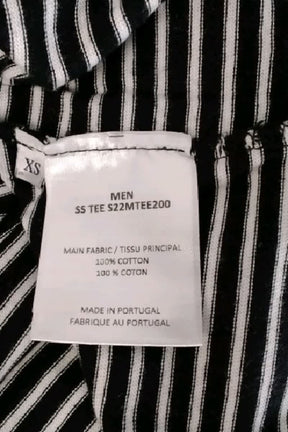 XS
MEN
SS TEE S22MTEE200
MAIN FABRIC / TISSU PRINCIPAL
100% COTTON
100 % COTON
MADE IN PORTUGAL
FABRIQUE AU PORTUGAL